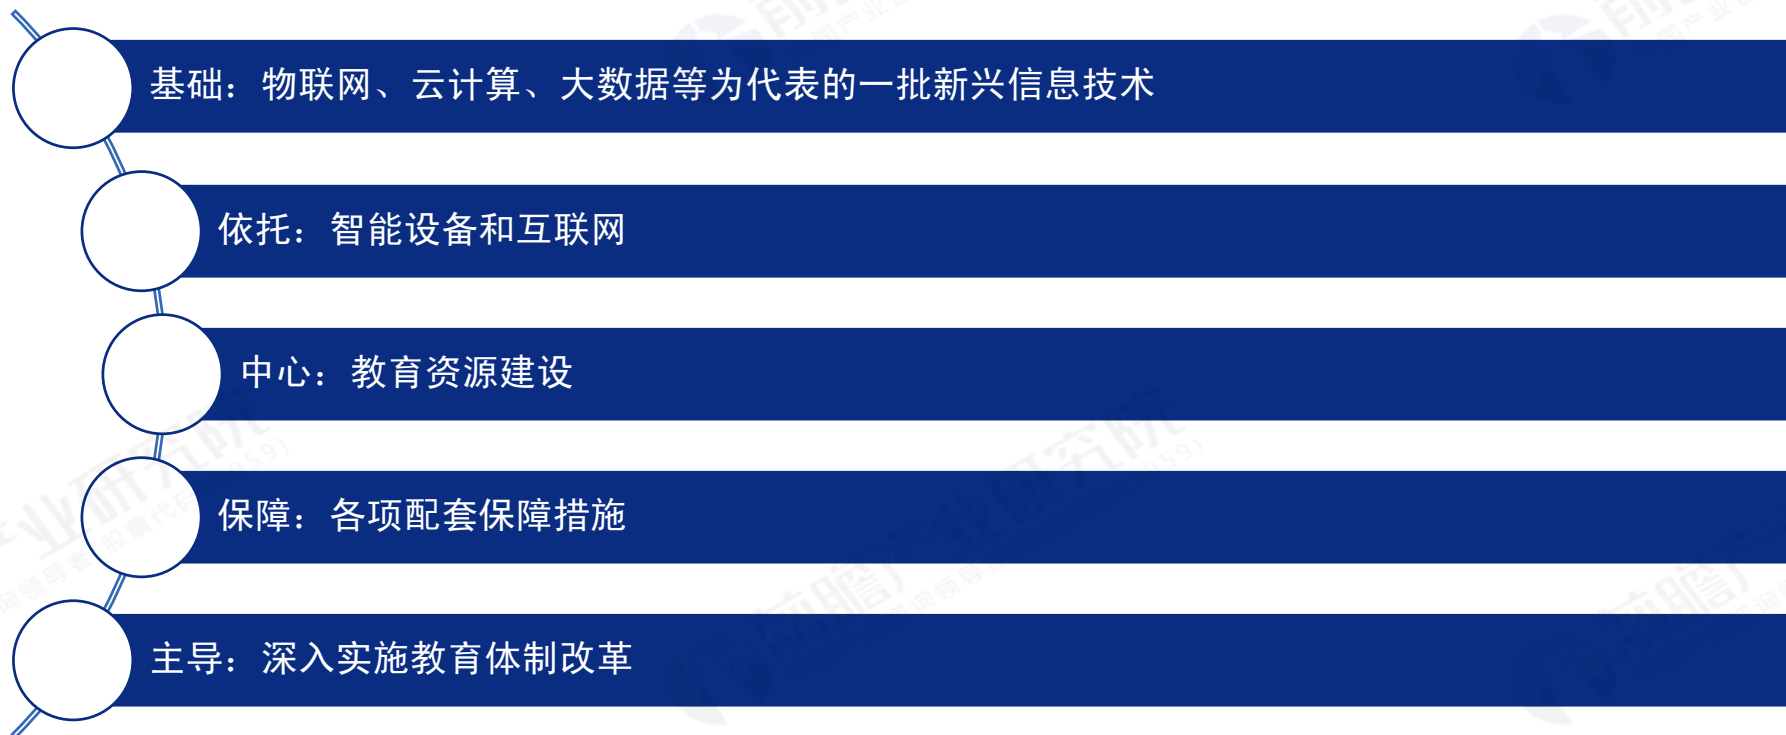 基础：物联网、云计算、大数据等为代表的一批新兴信息技术
依托：智能设备和互联网
中心：教育资源建设
保障：各项配套保障措施
主导：深入实施教育体制改革